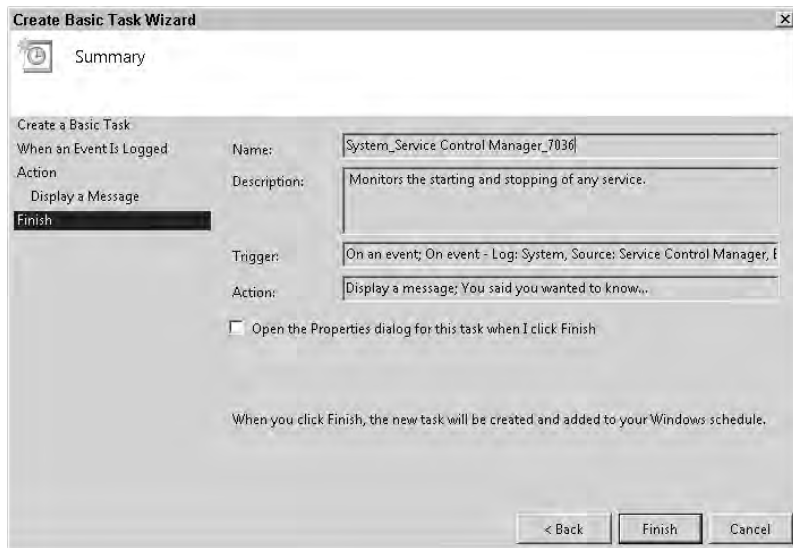 Create Basic Task Wizard
Summary
Create a Basic Task
When an Event Is Logged
Action
Display a Message
Finish
Name:
System_Service Control Manager_7036
Description:
Monitors the starting and stopping of any service.
Trigger:
On an event; On event - Log: System, Source: Service Control Manager, E
Action:
Display a message; You said you wanted to know...
Open the Properties dialog for this task when I click Finish
When you click Finish, the new task will be created and added to your Windows schedule.
< Back
Finish
Cancel